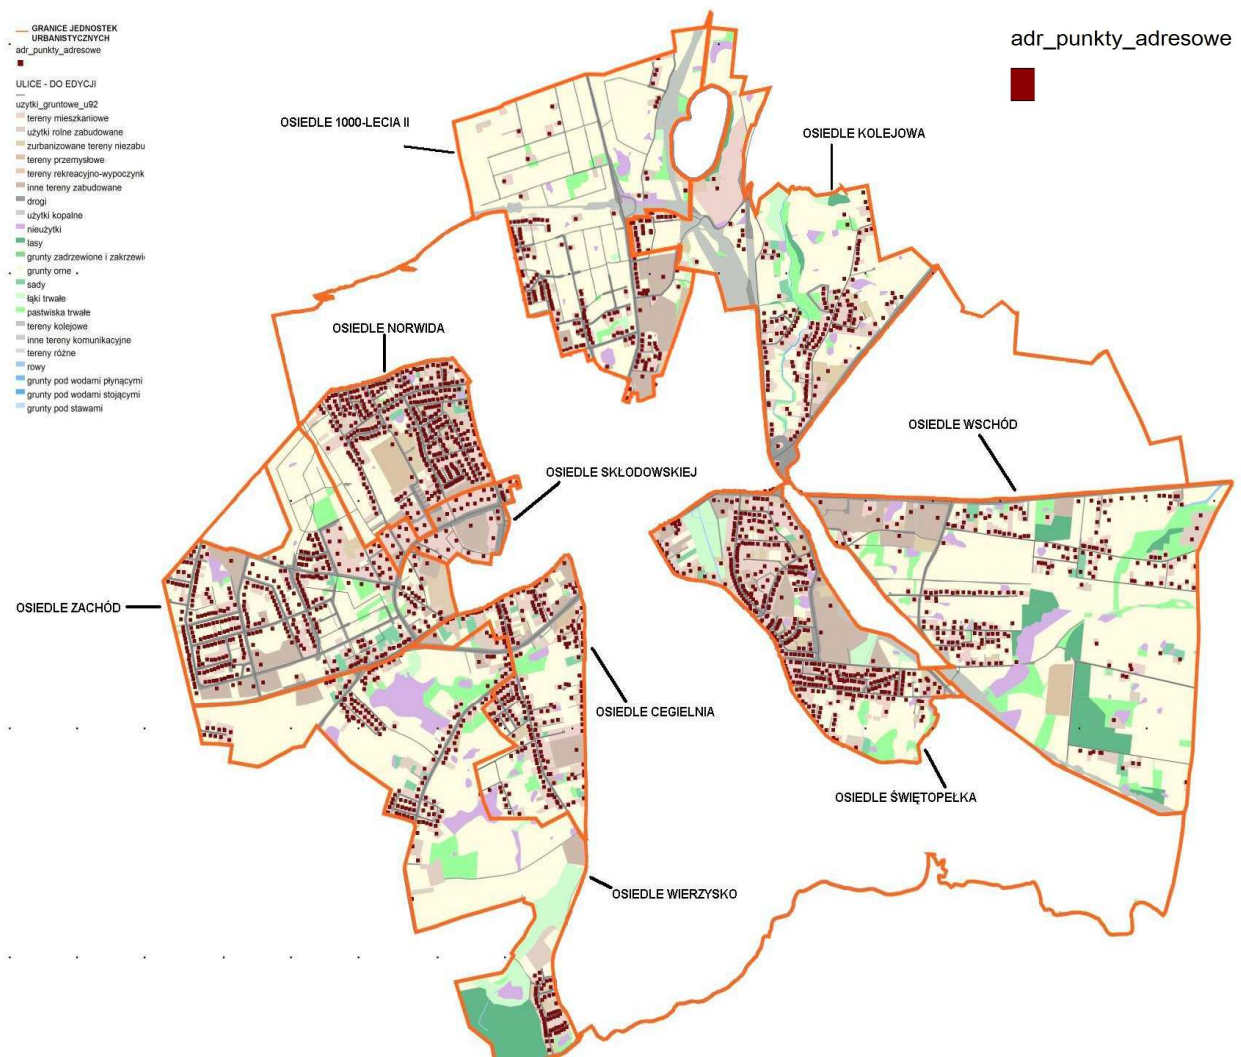 GRANICE JEDNOSTEK
URBANISTYCZNYCH
adr_punkty_adresowe
ULICE - DO EDYCJI
uzytki_gruntowe_u92
tereny mieszkaniowe
użytki rolne zabudowane
zurbanizowane tereny niezabu
tereny przemysłowe
tereny rekreacyjno-wypoczynk
inne tereny zabudowane
drogi
użytki kopalne
nieużytki
lasy
grunty zadrzewione i zakrzewi
grunty orne
sady
łąki trwałe
pastwiska trwałe
tereny kolejowe
inne tereny komunikacyjne
tereny różne
rowy
grunty pod wodami płynącymi
grunty pod wodami stojącymi
grunty pod stawami
adr_punkty_adresowe
OSIEDLE 1000-LECIA II
OSIEDLE KOLEJOWA
OSIEDLE NORWIDA
OSIEDLE WSCHÓD
OSIEDLE SKŁODOWSKIEJ
OSIEDLE ZACHÓD
OSIEDLE CEGIELNIA
OSIEDLE ŚWIĘTOPEŁKA
OSIEDLE WIERZYSKO